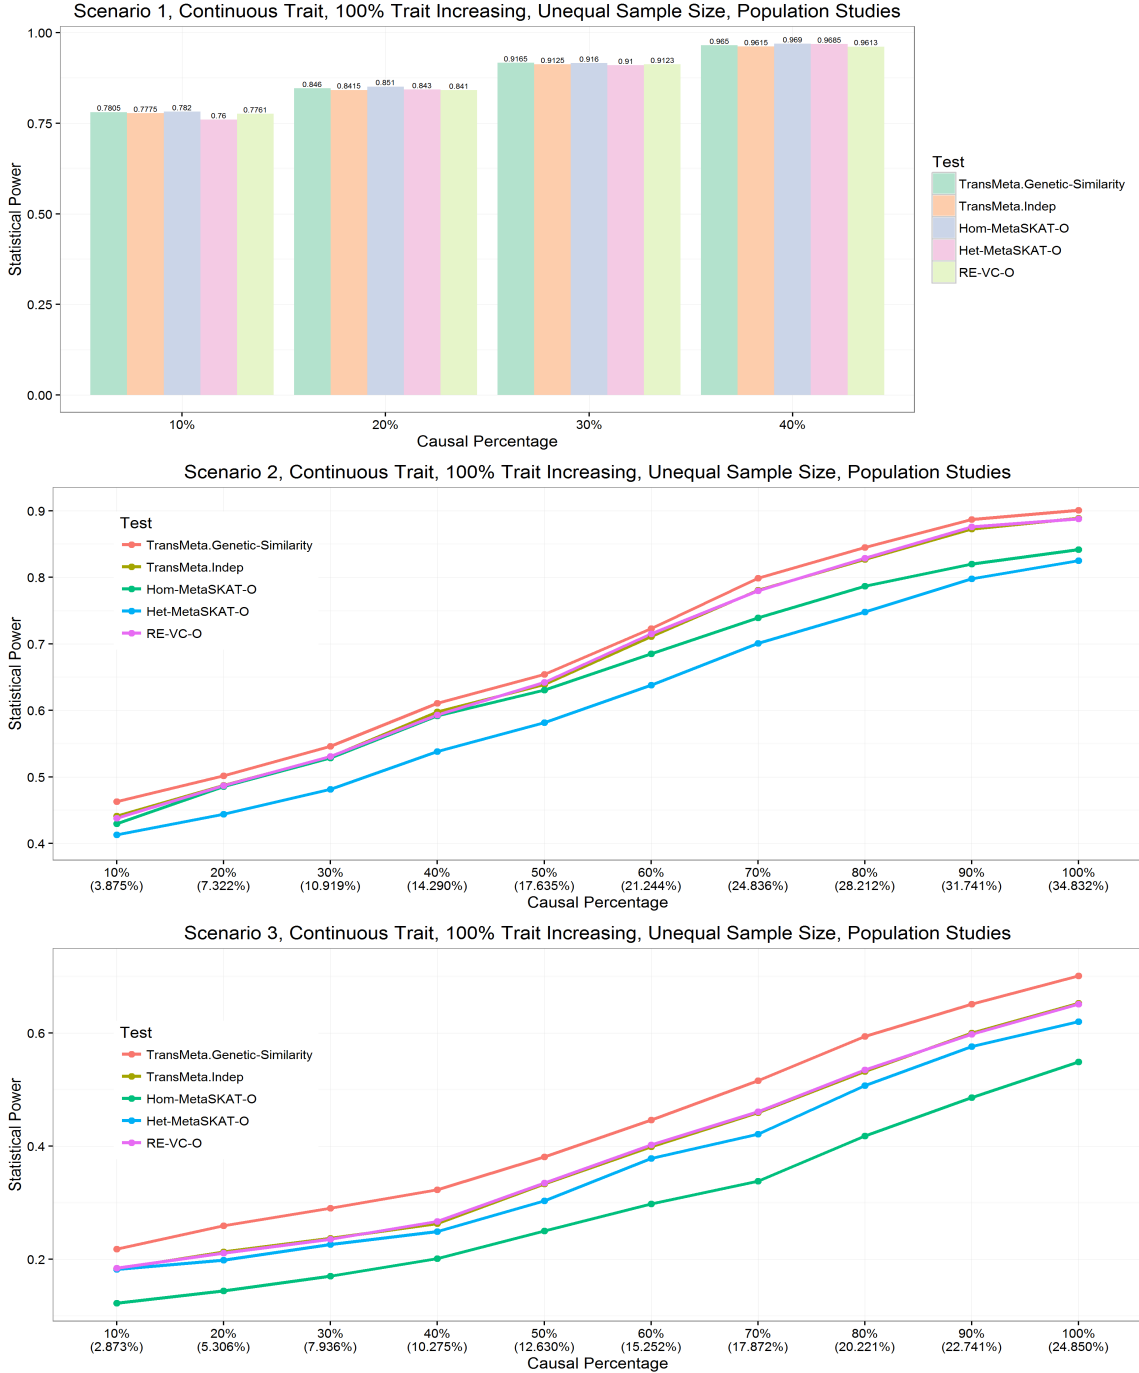 Scenario 1, Continuous Trait, 100% Trait Increasing, Unequal Sample Size, Population Studies
Statistical Power
1.00
0.75
0.50
0.25
0.00
0.7805 0.7775 0.782 0.76 0.7761
0.846 0.8415 0.851 0.843 0.841
0.9165 0.9125 0.916 0.91 0.9123
0.965 0.9615 0.969 0.9685 0.9613
10% 20% 30% 40%
Causal Percentage
Test
TransMeta.Genetic-Similarity
TransMeta.Indep
Hom-MetaSKAT-O
Het-MetaSKAT-O
RE-VC-O
Scenario 2, Continuous Trait, 100% Trait Increasing, Unequal Sample Size, Population Studies
Statistical Power
0.9
0.8
0.7
0.6
0.5
0.4
Test
TransMeta.Genetic-Similarity
TransMeta.Indep
Hom-MetaSKAT-O
Het-MetaSKAT-O
RE-VC-O
10% 20% 30% 40% 50% 60% 70% 80% 90% 100%
(3.875%) (7.322%) (10.919%) (14.290%) (17.635%) (21.244%) (24.836%) (28.212%) (31.741%) (34.832%)
Causal Percentage
Scenario 3, Continuous Trait, 100% Trait Increasing, Unequal Sample Size, Population Studies
Statistical Power
0.6
0.4
0.2
Test
TransMeta.Genetic-Similarity
TransMeta.Indep
Hom-MetaSKAT-O
Het-MetaSKAT-O
RE-VC-O
10% 20% 30% 40% 50% 60% 70% 80% 90% 100%
(2.873%) (5.306%) (7.936%) (10.275%) (12.630%) (15.252%) (17.872%) (20.221%) (22.741%) (24.850%)
Causal Percentage